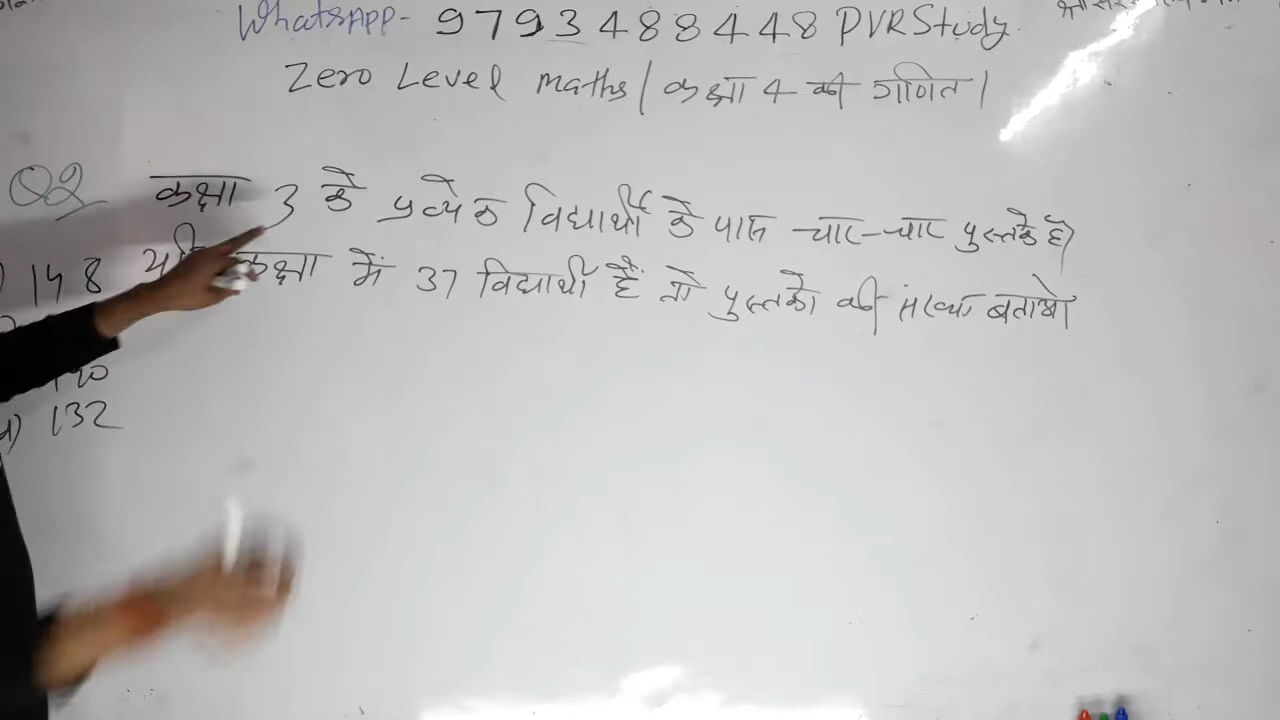 WhatsAPP- 9793488448 PVRStudy
Zero Level maths/ कक्षा 4 की गणित।
Q2 कक्षा 3 के प्रत्येक विद्यार्थी के पास चार-चार पुस्तके है
यदि कक्षा में 37 विद्यार्थी हैं तो पुस्तको की संख्या बताओ
148
132